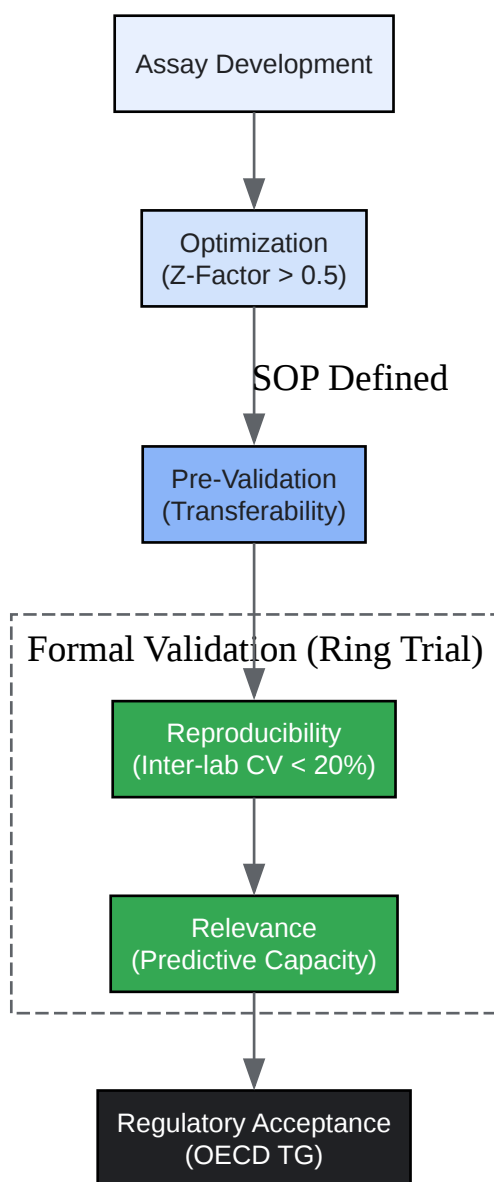 Assay Development
Optimization
(Z-Factor > 0.5)
SOP Defined
Pre-Validation
(Transferability)
Formal Validation (Ring Trial)
Reproducibility
(Inter-lab CV < 20%)
Relevance
(Predictive Capacity)
Regulatory Acceptance
(OECD TG)